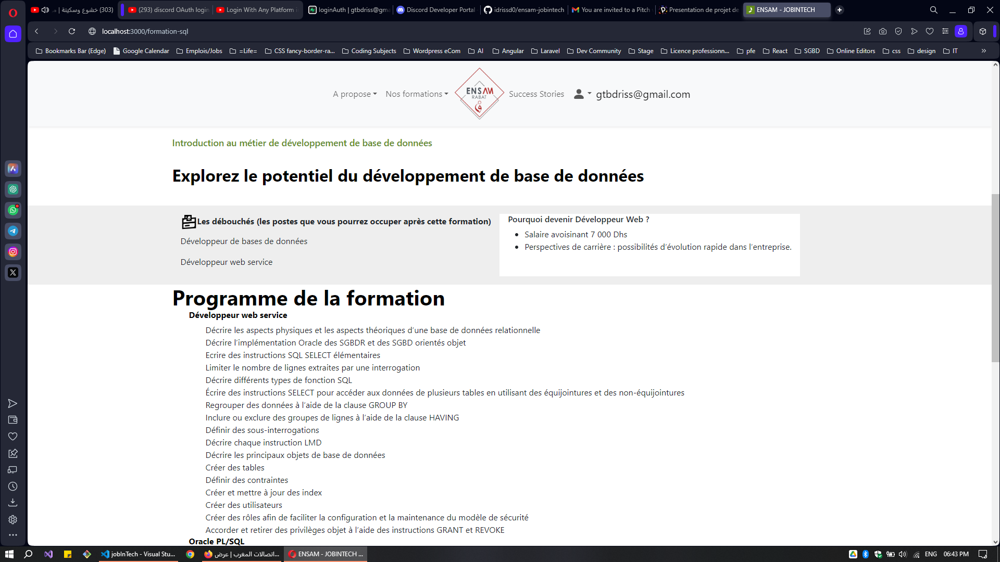 (303) خشوع وسكينة | مـ
(293) discord OAuth login
Login With Any Platform i
loginAuth | gtbdriss@gm
Discord Developer Portal
idrissd0/ensam-jobintech
You are invited to a Pitch
Presentation de projet de
ENSAM - JOBINTECH
localhost:3000/formation-sql
Bookmarks Bar (Edge)
Google Calendar
Emplois/Jobs
=Life=
CSS fancy-border-ra...
Coding Subjects
Wordpress eCom
AI
Angular
Laravel
Dev Community
Stage
Licence professionn...
pfe
React
SGBD
Online Editors
css
design
IT
A propose
Nos formations
ENSAM
RABAT
Success Stories
gtbdriss@gmail.com
Introduction au métier de développement de base de données
Explorez le potentiel du développement de base de données
Les débouchés (les postes que vous pourrez occuper après cette formation)
Développeur de bases de données
Développeur web service
Pourquoi devenir Développeur Web ?
Salaire avoisinant 7 000 Dhs
Perspectives de carrière : possibilités d'évolution rapide dans l'entreprise.
Programme de la formation
Développeur web service
Décrire les aspects physiques et les aspects théoriques d'une base de données relationnelle
Décrire l'implémentation Oracle des SGBDR et des SGBD orientés objet
Ecrire des instructions SQL SELECT élémentaires
Limiter le nombre de lignes extraites par une interrogation
Décrire différents types de fonction SQL
Écrire des instructions SELECT pour accéder aux données de plusieurs tables en utilisant des équijointures et des non-équijointures
Regrouper des données à l'aide de la clause GROUP BY
Inclure ou exclure des groupes de lignes à l'aide de la clause HAVING
Définir des sous-interrogations
Décrire chaque instruction LMD
Décrire les principaux objets de base de données
Créer des tables
Définir des contraintes
Créer et mettre à jour des index
Créer des utilisateurs
Créer des rôles afin de faciliter la configuration et la maintenance du modèle de sécurité
Accorder et retirer des privilèges objet à l'aide des instructions GRANT et REVOKE
Oracle PL/SQL
jobInTech - Visual Stu...
اتصالات المغرب | عرض...
ENSAM - JOBINTECH ...
ENG
06:43 PM